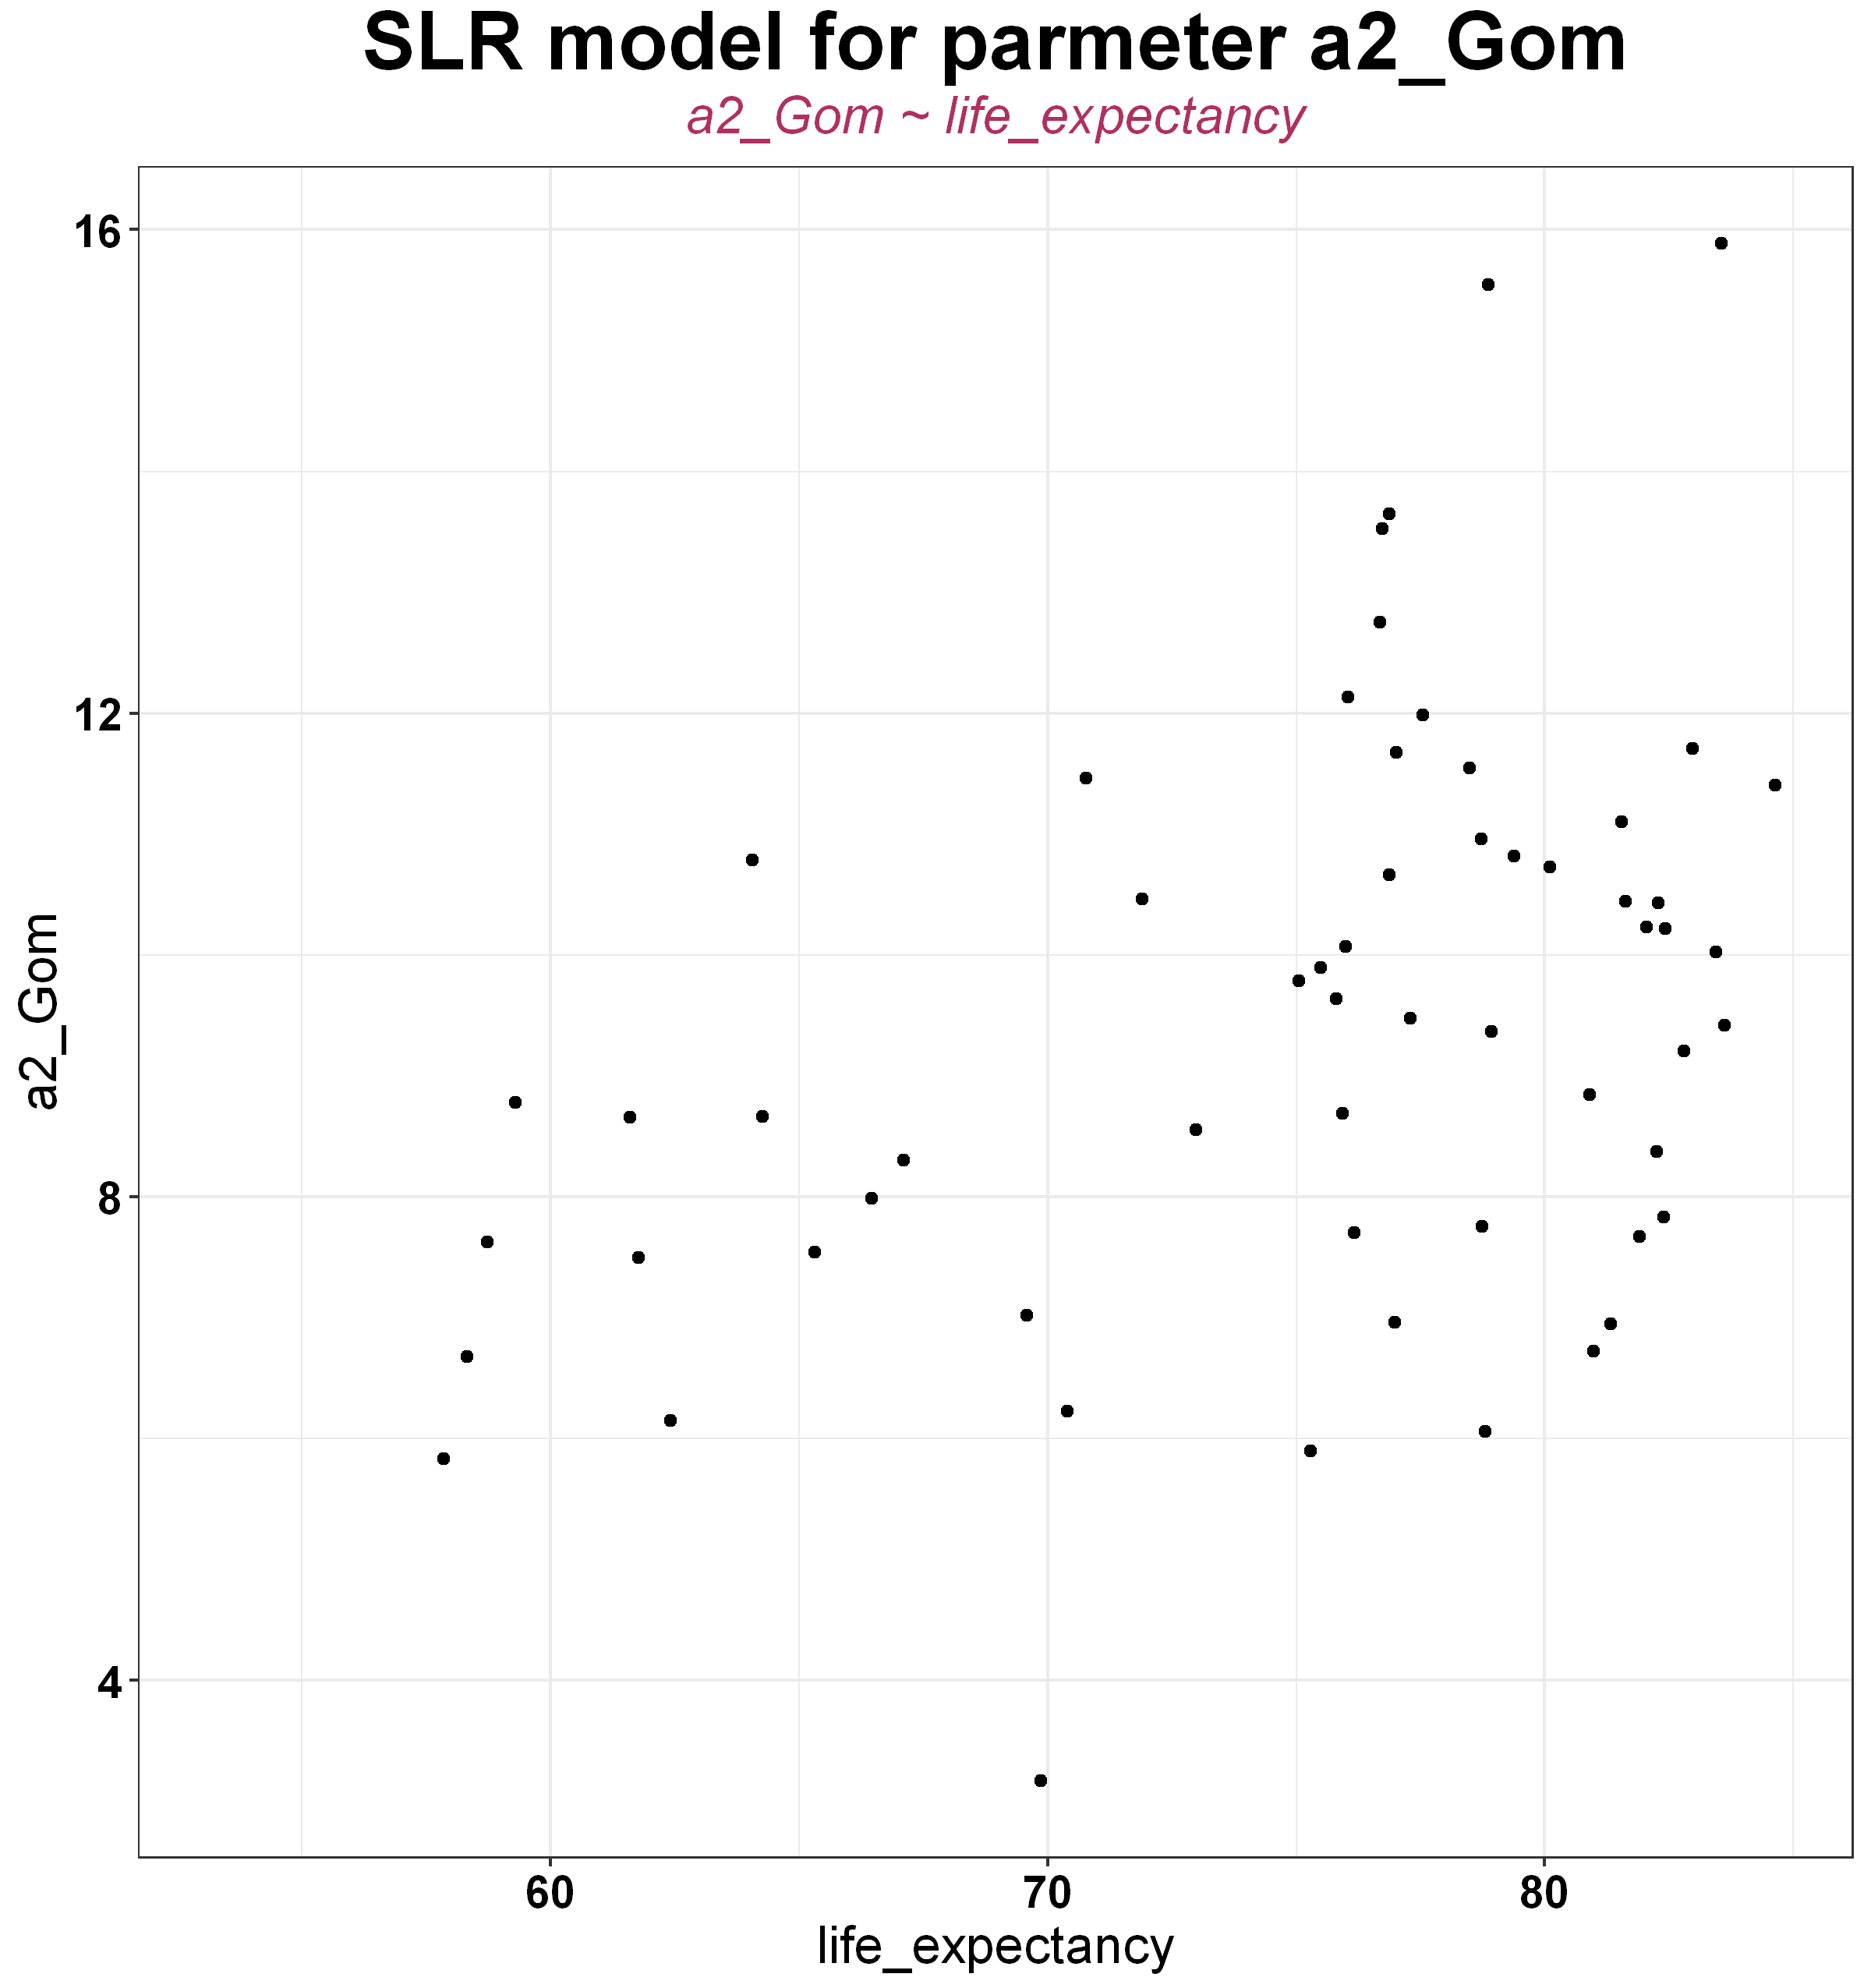 SLR model for parmeter a2_Gom
a2_Gom ~ life_expectancy
16
12
8
4
a2_Gom
60 70 80
life_expectancy